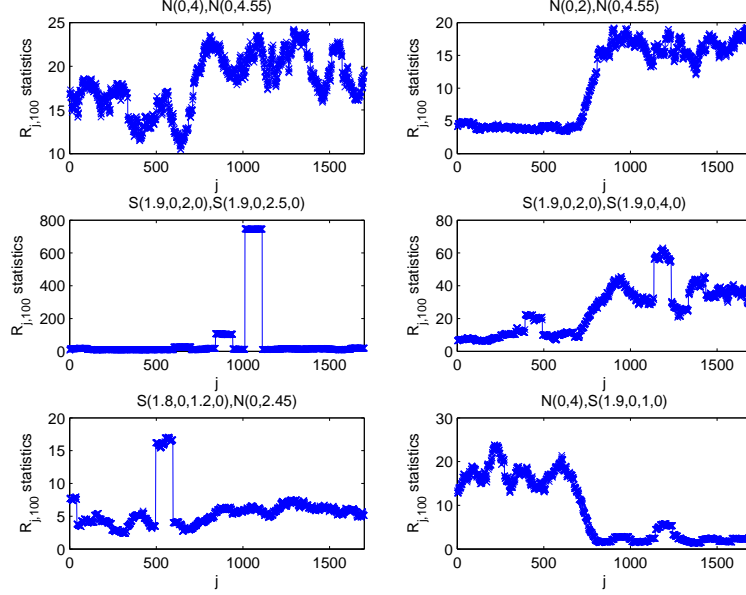 N(0,4),N(0,4.55)
25
20
15
10
R_{j,100} statistics
0 500 1000 1500
j
N(0,2),N(0,4.55)
20
15
10
5
0
R_{j,100} statistics
0 500 1000 1500
j
S(1.9,0,2,0),S(1.9,0,2.5,0)
800
600
400
200
0
R_{j,100} statistics
0 500 1000 1500
j
S(1.9,0,2,0),S(1.9,0,4,0)
80
60
40
20
0
R_{j,100} statistics
0 500 1000 1500
j
S(1.8,0,1.2,0),N(0,2.45)
20
15
10
5
0
R_{j,100} statistics
0 500 1000 1500
j
N(0,4),S(1.9,0,1,0)
30
20
10
0
R_{j,100} statistics
0 500 1000 1500
j